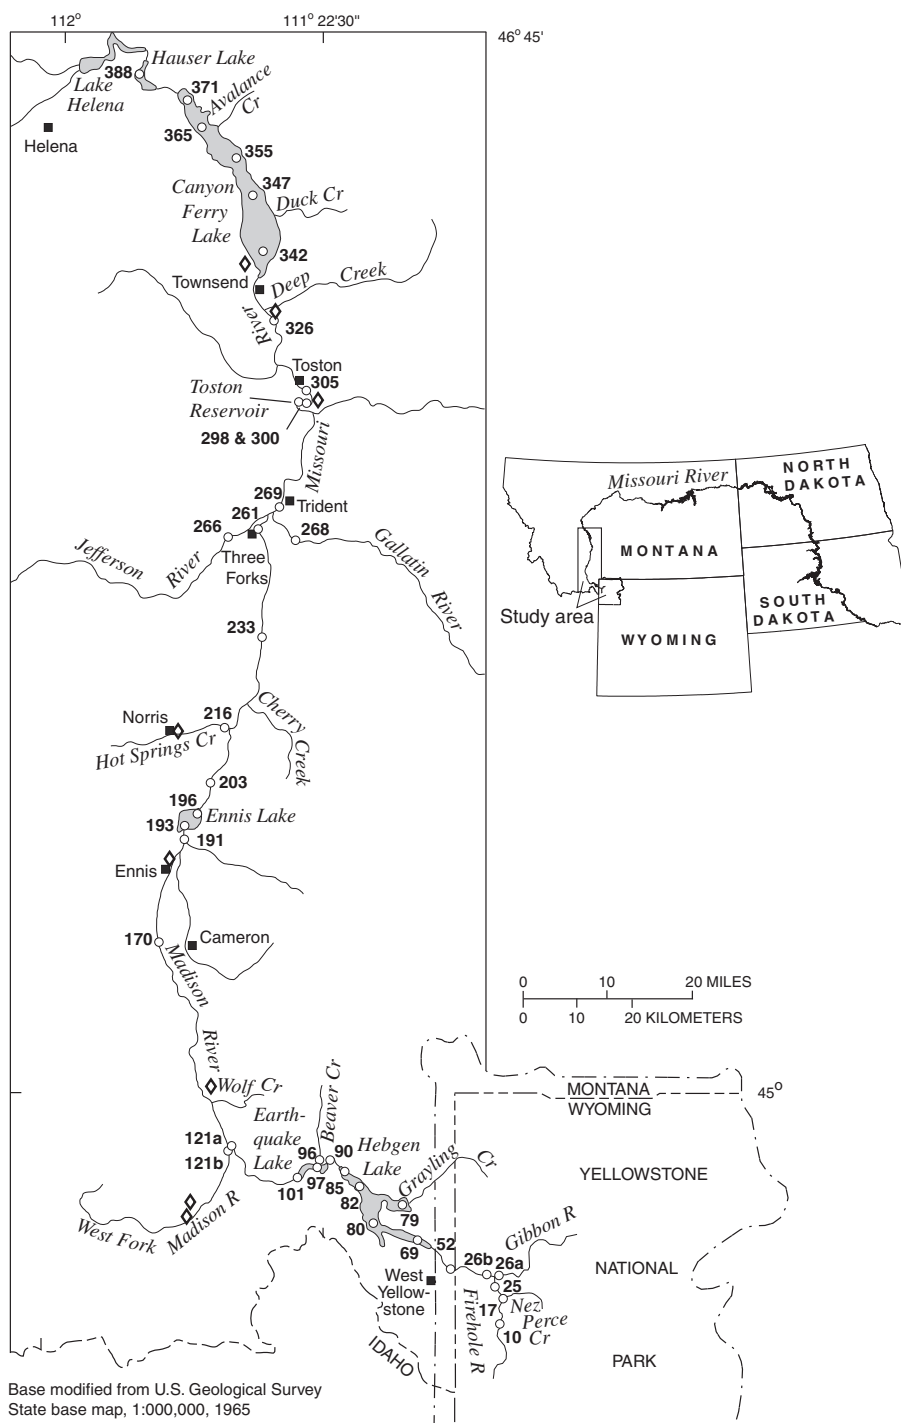 112°
111° 22'30"
46° 45'
Hauser Lake
388
Lake
Helena
371
Avalance
Cr
Helena
365
355
Canyon
Ferry
Lake
347
Duck Cr
342
Townsend
Deep
Creek
River
326
Toston
305
Toston
Reservoir
298 & 300
Missouri
269
Trident
261
266
268
Three
Forks
Jefferson
River
Gallatin
River
233
Missouri River
NORTH
DAKOTA
MONTANA
Study area
SOUTH
DAKOTA
WYOMING
Norris
216
Cherry
Creek
Hot Springs Cr
203
196
Ennis Lake
193
191
Ennis
170
Cameron
Madison
River
0 10 20 MILES
0 10 20 KILOMETERS
Wolf Cr
MONTANA
WYOMING
45°
Earth-
quake
Lake
Beaver Cr
121a
121b
96
90
Hebgen
Lake
97
85
101
82
80
Grayling
Cr
79
69
52
YELLOWSTONE
West Fork
Madison R
Gibbon R
26b
26a
NATIONAL
West
Yellow-
stone
25
17
Nez
Perce
Cr
10
Firehole R
IDAHO
PARK
Base modified from U.S. Geological Survey
State base map, 1:000,000, 1965